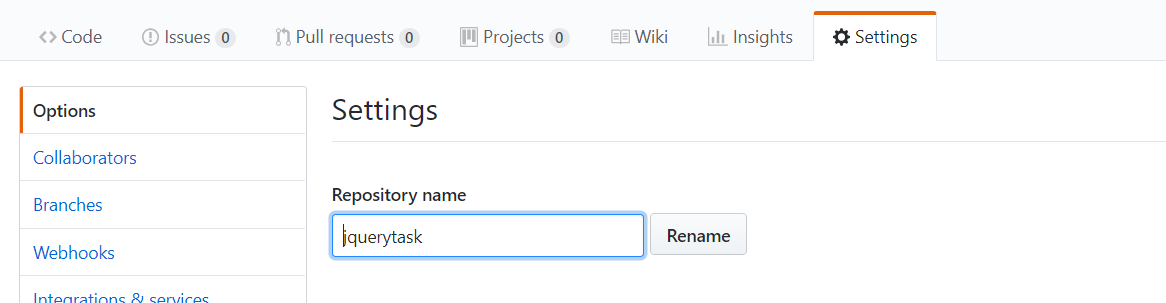 Code Issues 0 Pull requests 0 Projects 0 Wiki Insights Settings
Options
Settings
Collaborators
Branches
Repository name
jquerytask Rename
Webhooks
Integrations & services